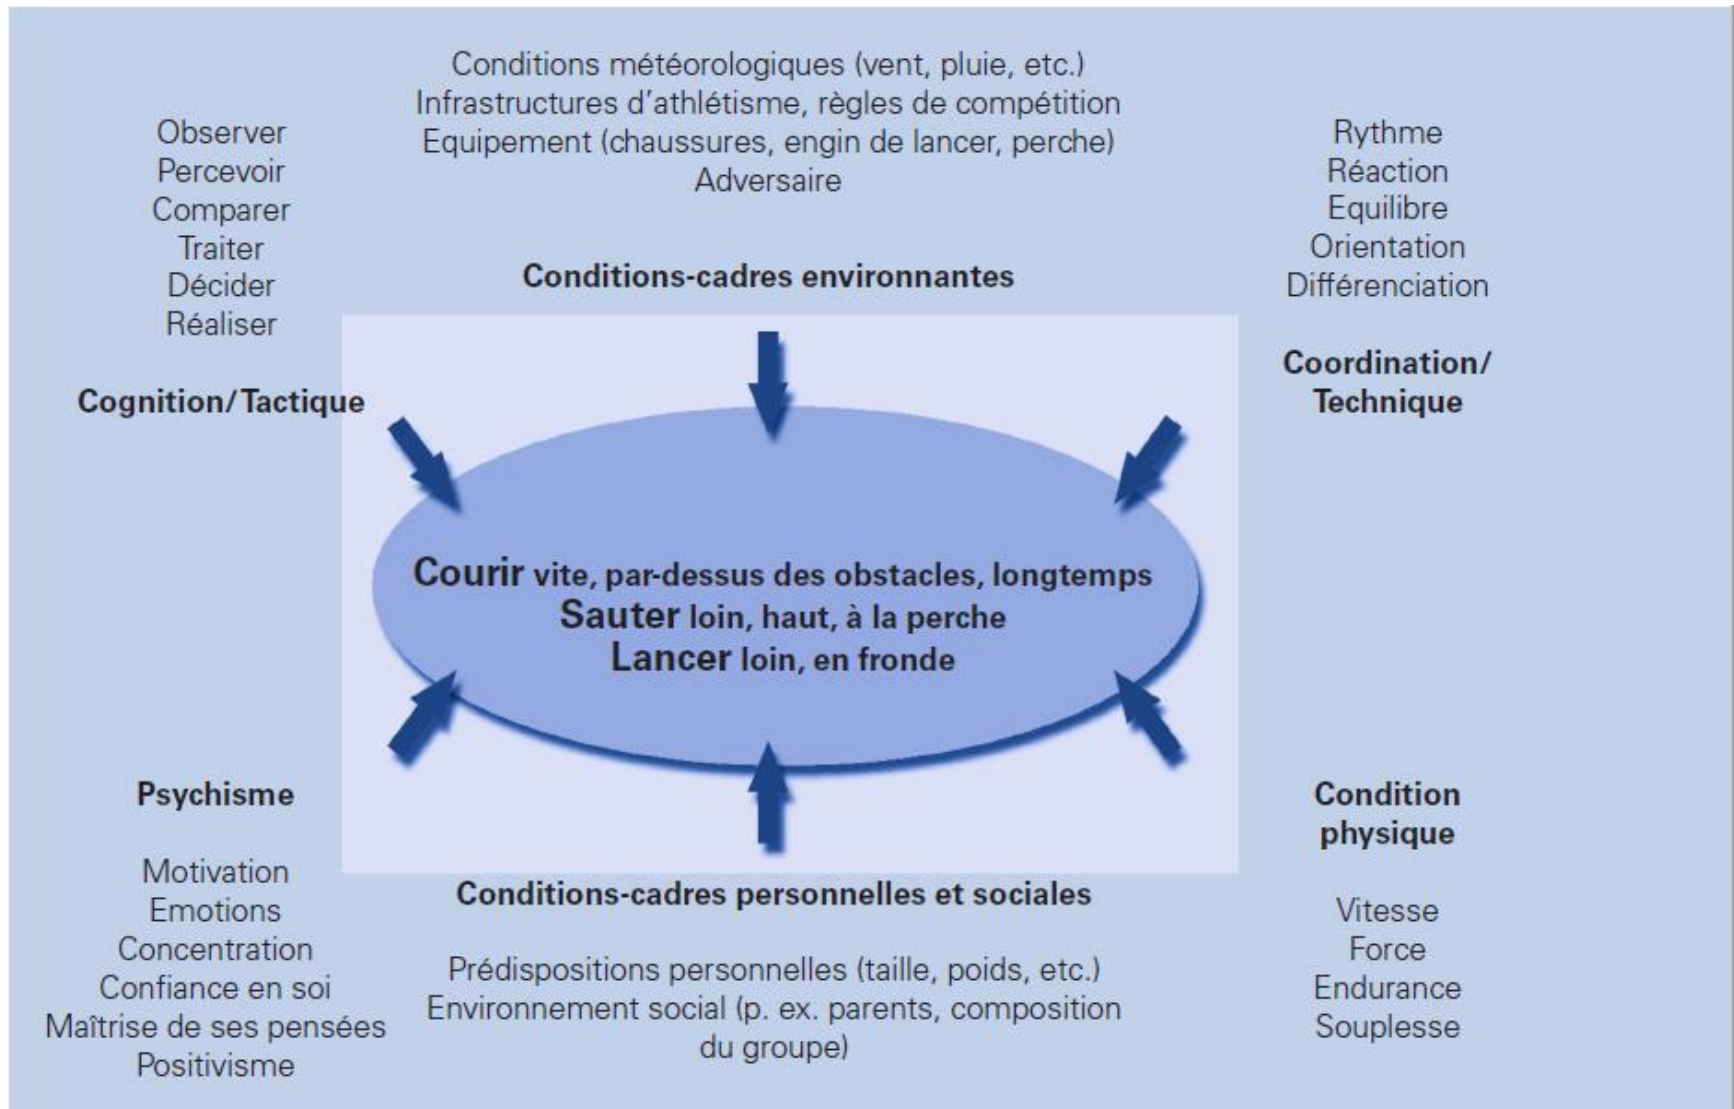 Conditions météorologiques (vent, pluie, etc.)
Infrastructures d'athlétisme, règles de compétition
Equipement (chaussures, engin de lancer, perche)
Adversaire
Conditions-cadres environnantes
Observer
Percevoir
Comparer
Traiter
Décider
Réaliser
Cognition/Tactique
Rythme
Réaction
Equilibre
Orientation
Différenciation
Coordination/
Technique
Courir vite, par-dessus des obstacles, longtemps
Sauter loin, haut, à la perche
Lancer loin, en fronde
Psychisme
Motivation
Emotions
Concentration
Confiance en soi
Maîtrise de ses pensées
Positivisme
Conditions-cadres personnelles et sociales
Prédispositions personnelles (taille, poids, etc.)
Environnement social (p. ex. parents, composition
du groupe)
Condition
physique
Vitesse
Force
Endurance
Souplesse